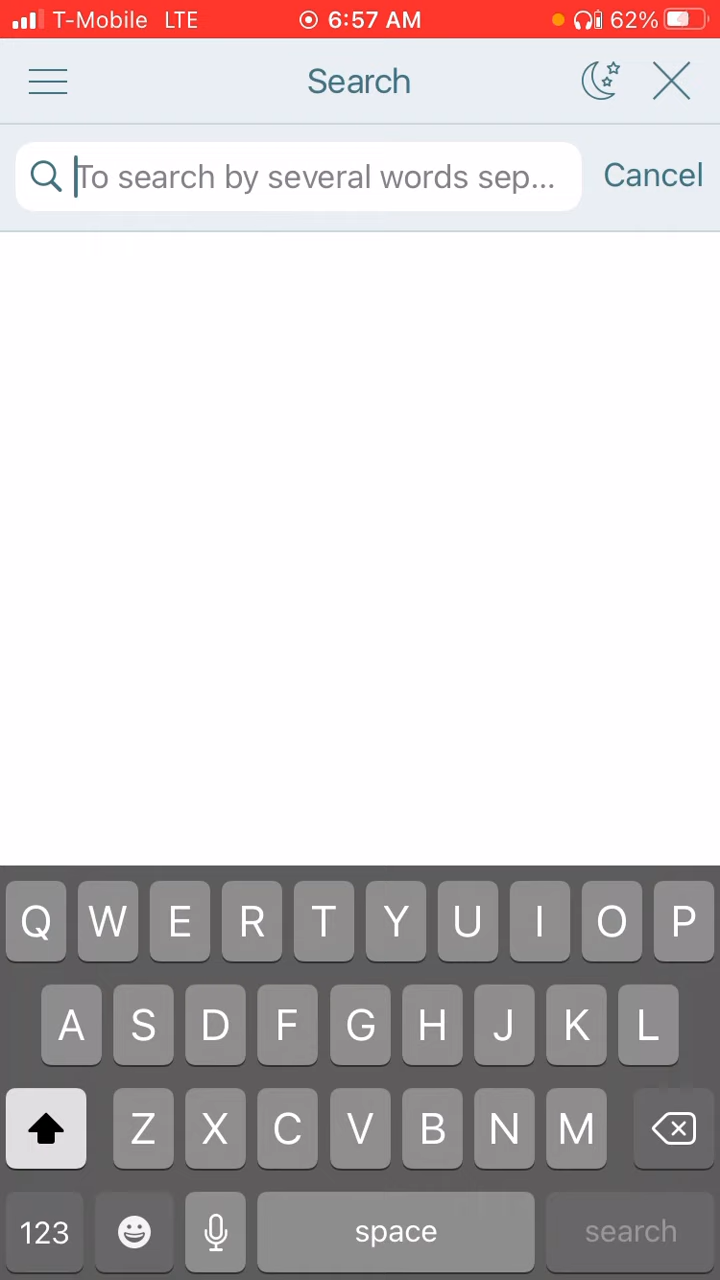 T-Mobile LTE 6:57 AM 62%
Search
To search by several words sep...
Cancel
Q W E R T Y U I O P
A S D F G H J K L
Z X C V B N M
123 space search